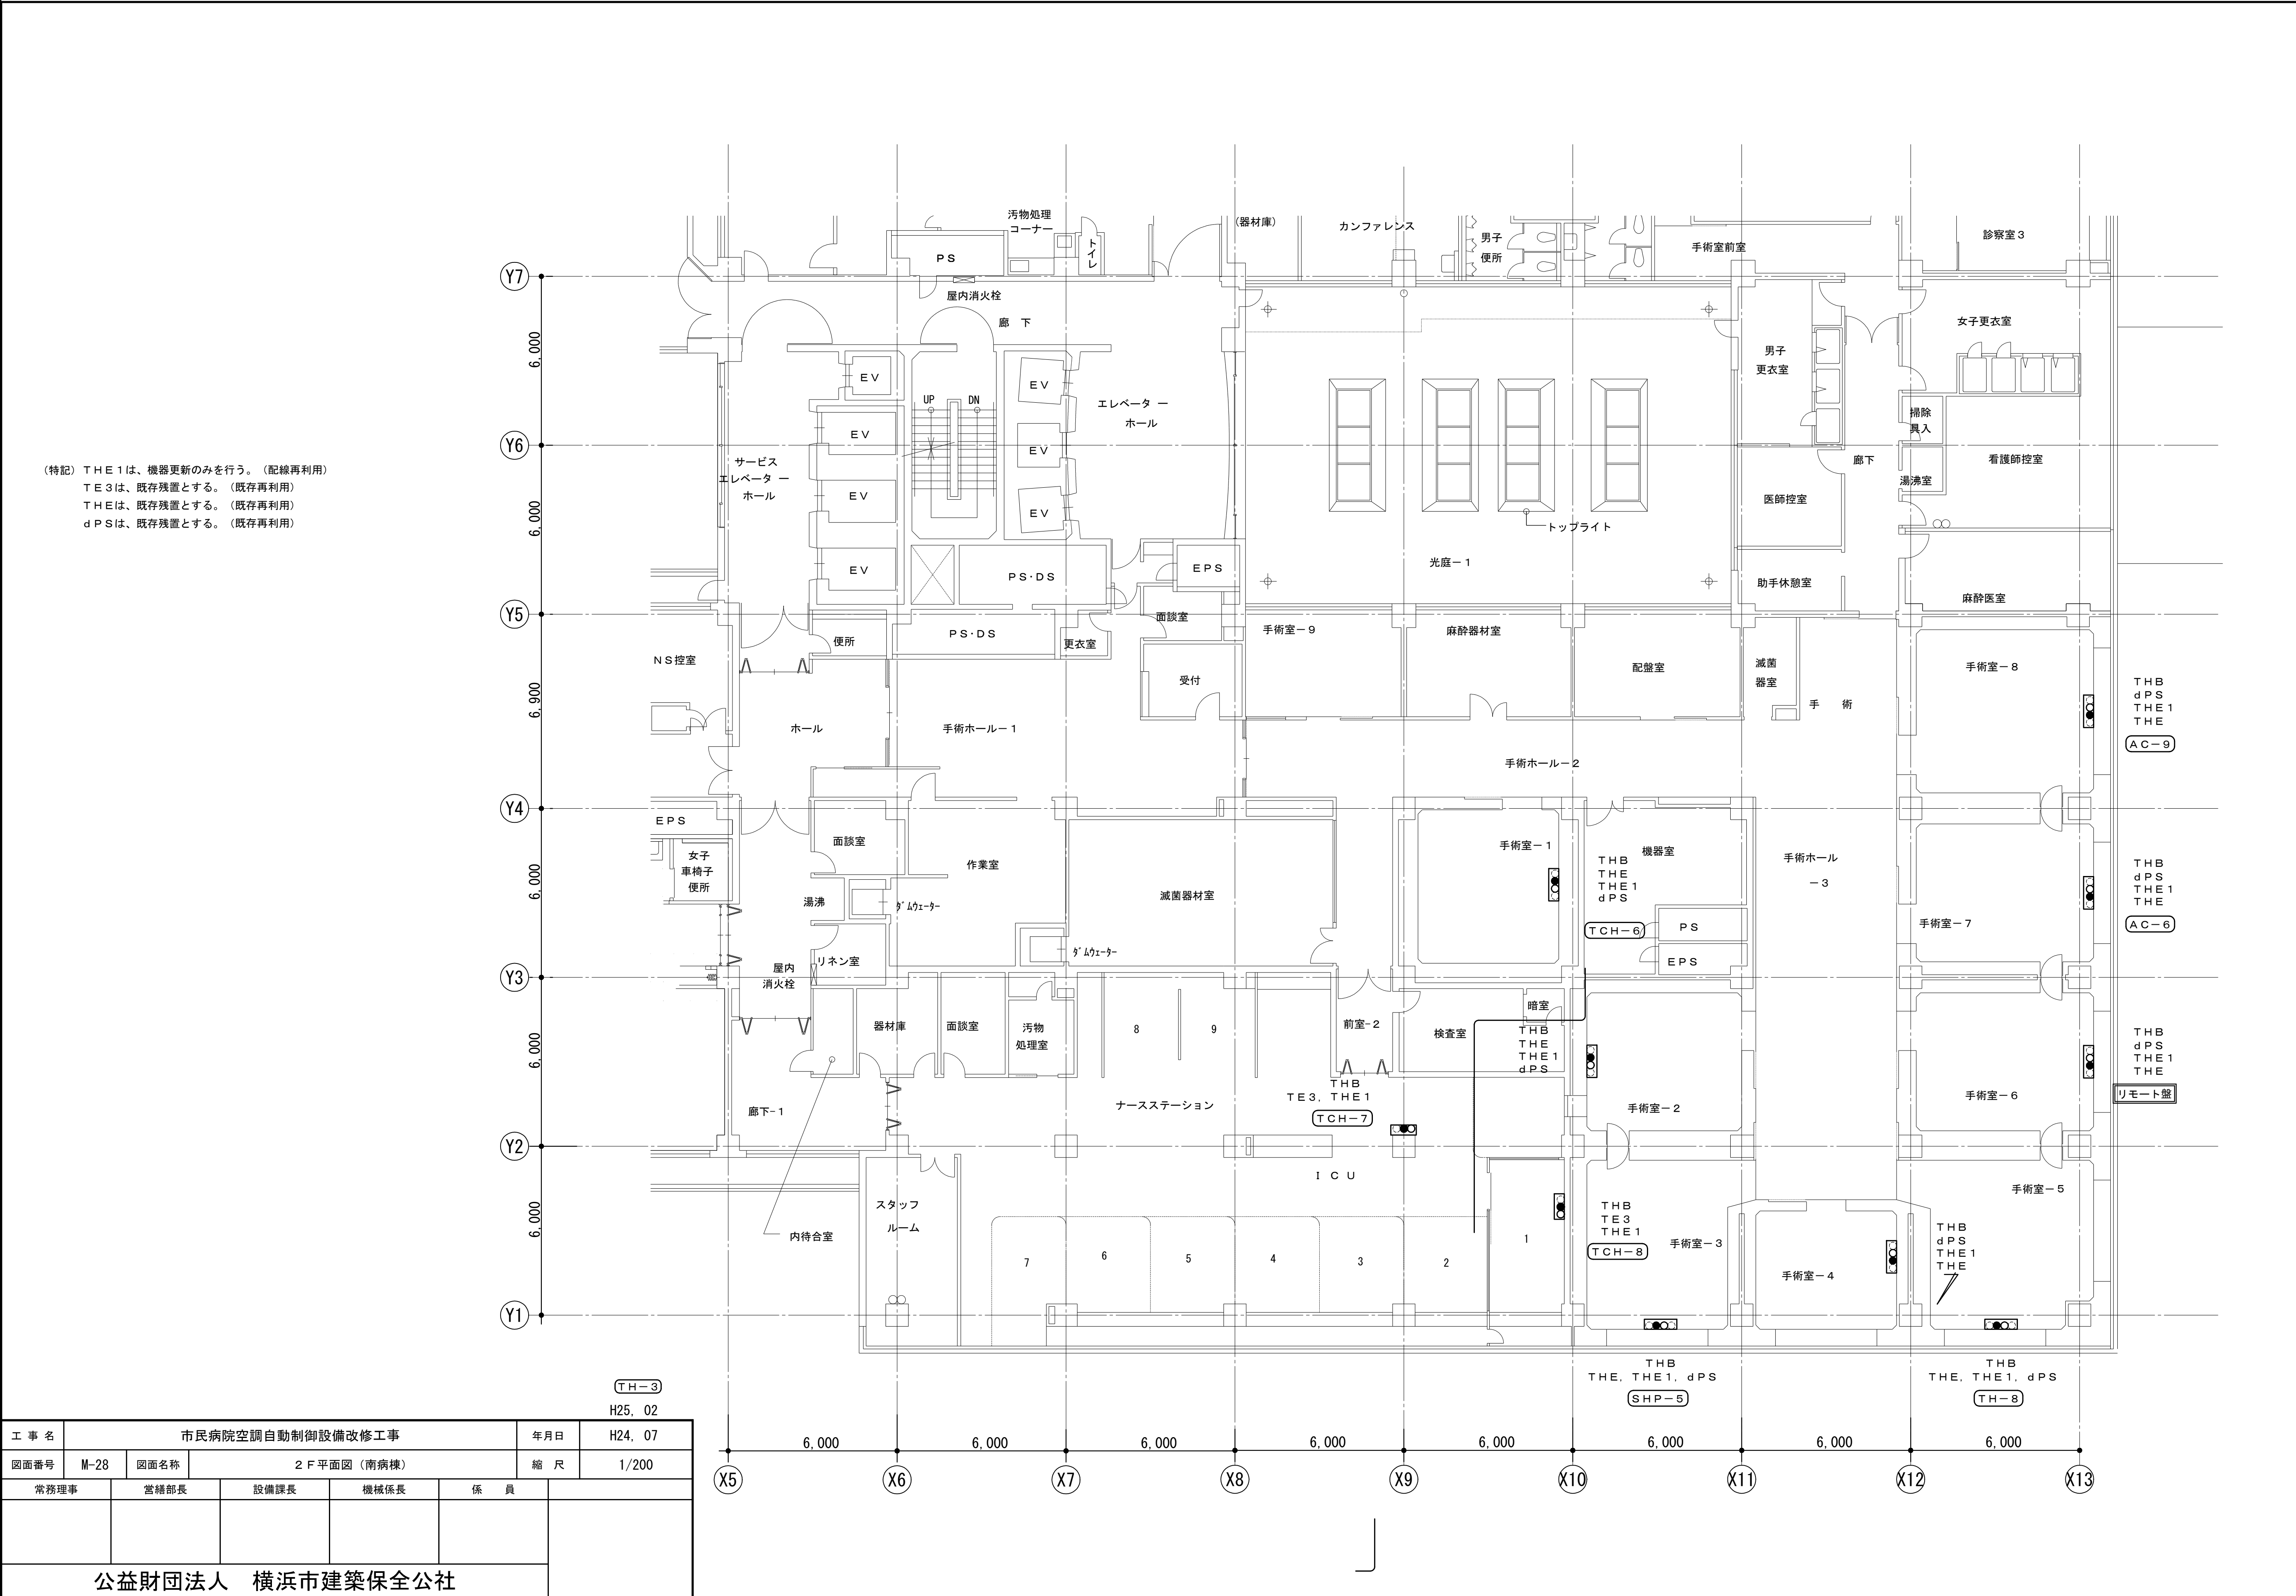 汚物処理
コーナー
トイレ
PS
(器材庫)
カンファレンス
男子
便所
手術室前室
診察室3
Y7
屋内消火栓
廊 下
女子更衣室
6,000
男子
更衣室
EV
EV
UP
DN
エレベーター
ホール
掃除
具入
Y6
EV
EV
サービス
エレベーター
ホール
廊下
看護師控室
(特記) THE1は、機器更新のみを行う。(配線再利用)
TE3は、既存残置とする。(既存再利用)
THEは、既存残置とする。(既存再利用)
dPSは、既存残置とする。(既存再利用)
湯沸室
6,000
EV
EV
医師控室
トップライト
EV
PS・DS
EPS
光庭-1
助手休憩室
麻酔医室
Y5
面談室
便所
PS・DS
更衣室
手術室-9
麻酔器材室
NS控室
受付
配盤室
滅菌
器室
手術室-8
6,900
手 術
THB
dPS
THE1
THE
AC-9
ホール
手術ホール-1
手術ホール-2
Y4
EPS
面談室
女子
車椅子
便所
作業室
手術室-1
機器室
手術ホール
-3
THB
THE
THE1
dPS
THB
dPS
THE1
THE
6,000
湯沸
ダムウェーター
滅菌器材室
TCH-6
PS
手術室-7
AC-6
ダムウェーター
リネン室
EPS
Y3
屋内
消火栓
器材庫
面談室
汚物
処理室
8
9
前室-2
検査室
暗室
THB
THE
THE1
dPS
THB
dPS
THE1
THE
6,000
リモート盤
THB
TE3, THE1
TCH-7
廊下-1
ナースステーション
手術室-2
手術室-6
Y2
ICU
手術室-5
スタッフ
ルーム
6,000
内待合室
THB
TE3
THE1
TCH-8
手術室-3
THB
dPS
THE1
THE
7
6
5
4
3
2
1
手術室-4
Y1
THB
THE, THE1, dPS
SHP-5
THB
THE, THE1, dPS
TH-8
TH-3
H25, 02
6,000
6,000
6,000
6,000
6,000
6,000
6,000
6,000
X5
X6
X7
X8
X9
X10
X11
X12
X13
工 事 名
市民病院空調自動制御設備改修工事
年月日
H24, 07
図面番号
M-28
図面名称
2F平面図(南病棟)
縮 尺
1/200
常務理事
営繕部長
設備課長
機械係長
係 員
公益財団法人 横浜市建築保全公社